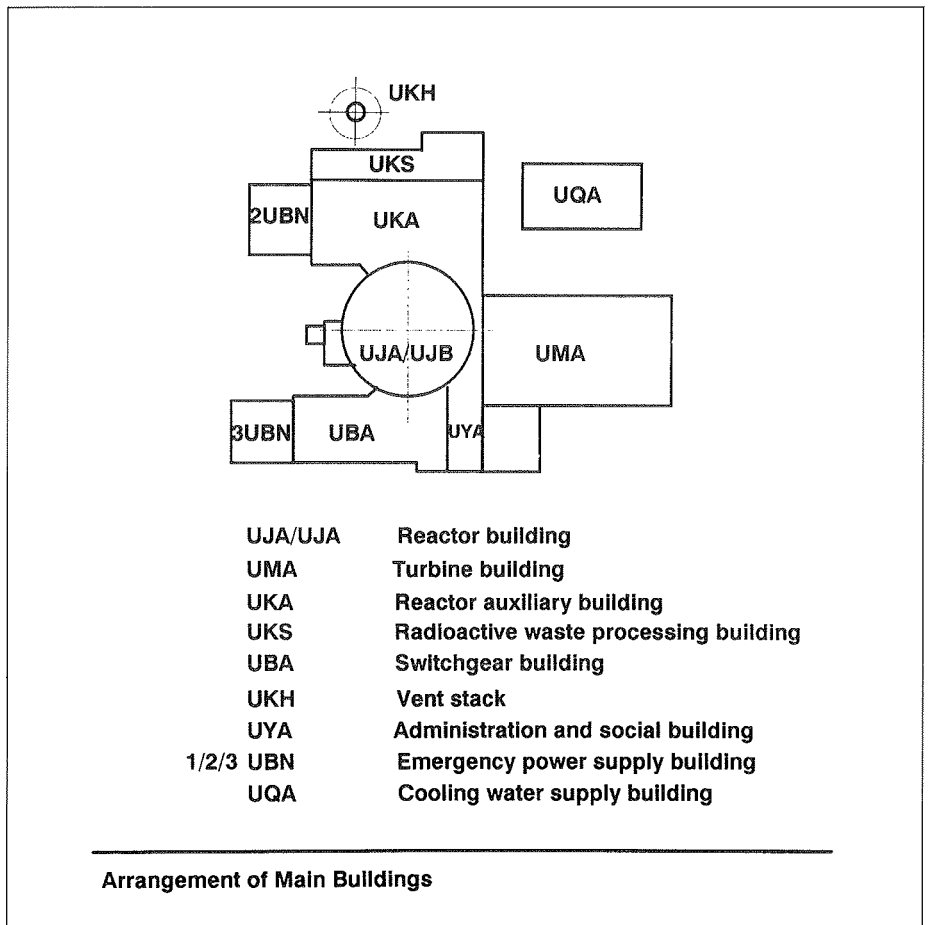 UKH
UKS
UQA
2UBN
UKA
UJA/UJB
UMA
3UBN
UBA
UYA
UJA/UJA Reactor building
UMA Turbine building
UKA Reactor auxiliary building
UKS Radioactive waste processing building
UBA Switchgear building
UKH Vent stack
UYA Administration and social building
1/2/3 UBN Emergency power supply building
UQA Cooling water supply building
Arrangement of Main Buildings